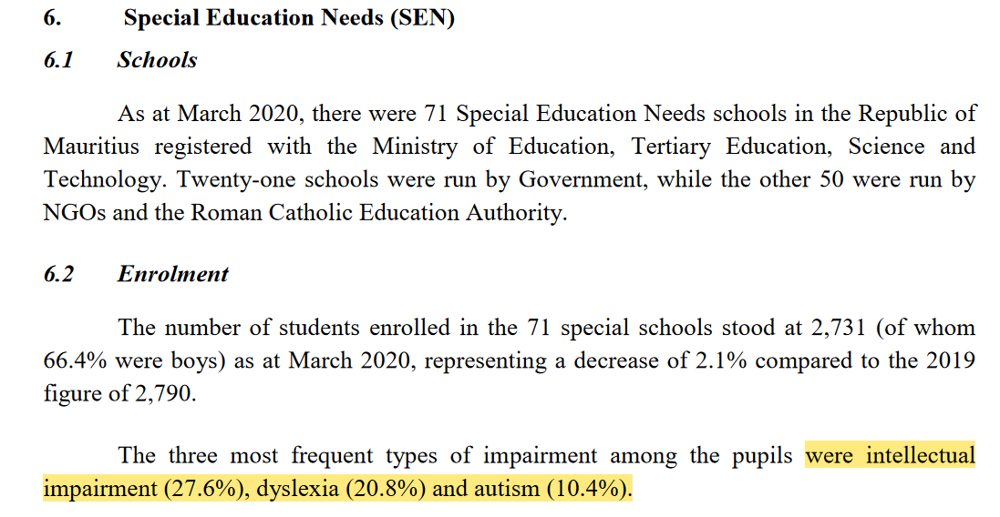 6. Special Education Needs (SEN)
6.1 Schools
As at March 2020, there were 71 Special Education Needs schools in the Republic of
Mauritius registered with the Ministry of Education, Tertiary Education, Science and
Technology. Twenty-one schools were run by Government, while the other 50 were run by
NGOs and the Roman Catholic Education Authority.
6.2 Enrolment
The number of students enrolled in the 71 special schools stood at 2,731 (of whom
66.4% were boys) as at March 2020, representing a decrease of 2.1% compared to the 2019
figure of 2,790.
The three most frequent types of impairment among the pupils were intellectual
impairment (27.6%), dyslexia (20.8%) and autism (10.4%).